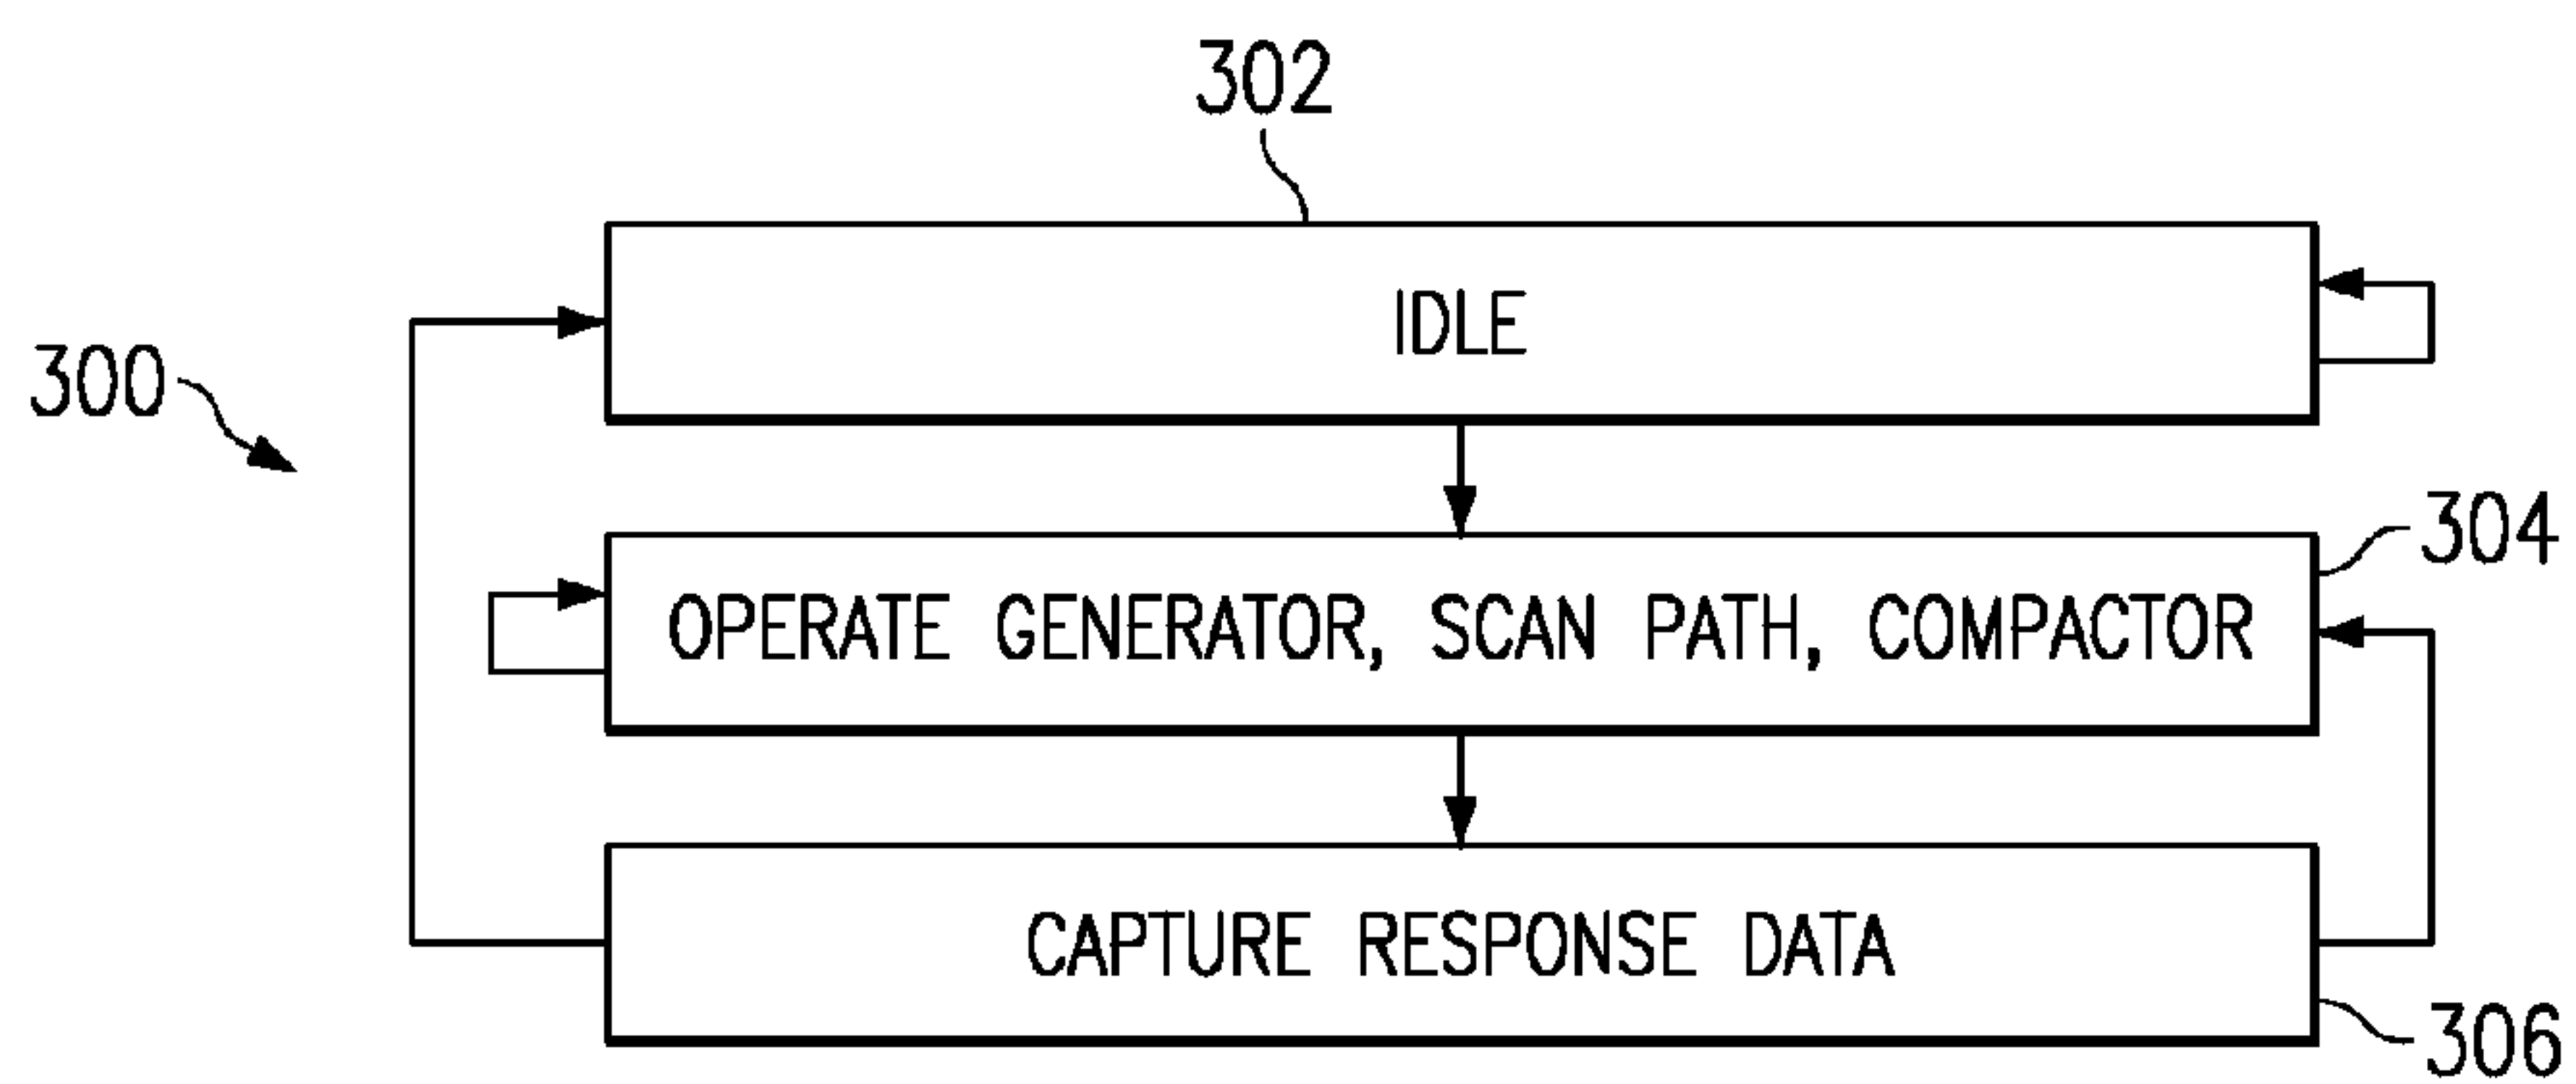 302
IDLE
300
304
OPERATE GENERATOR, SCAN PATH, COMPACTOR
CAPTURE RESPONSE DATA
306